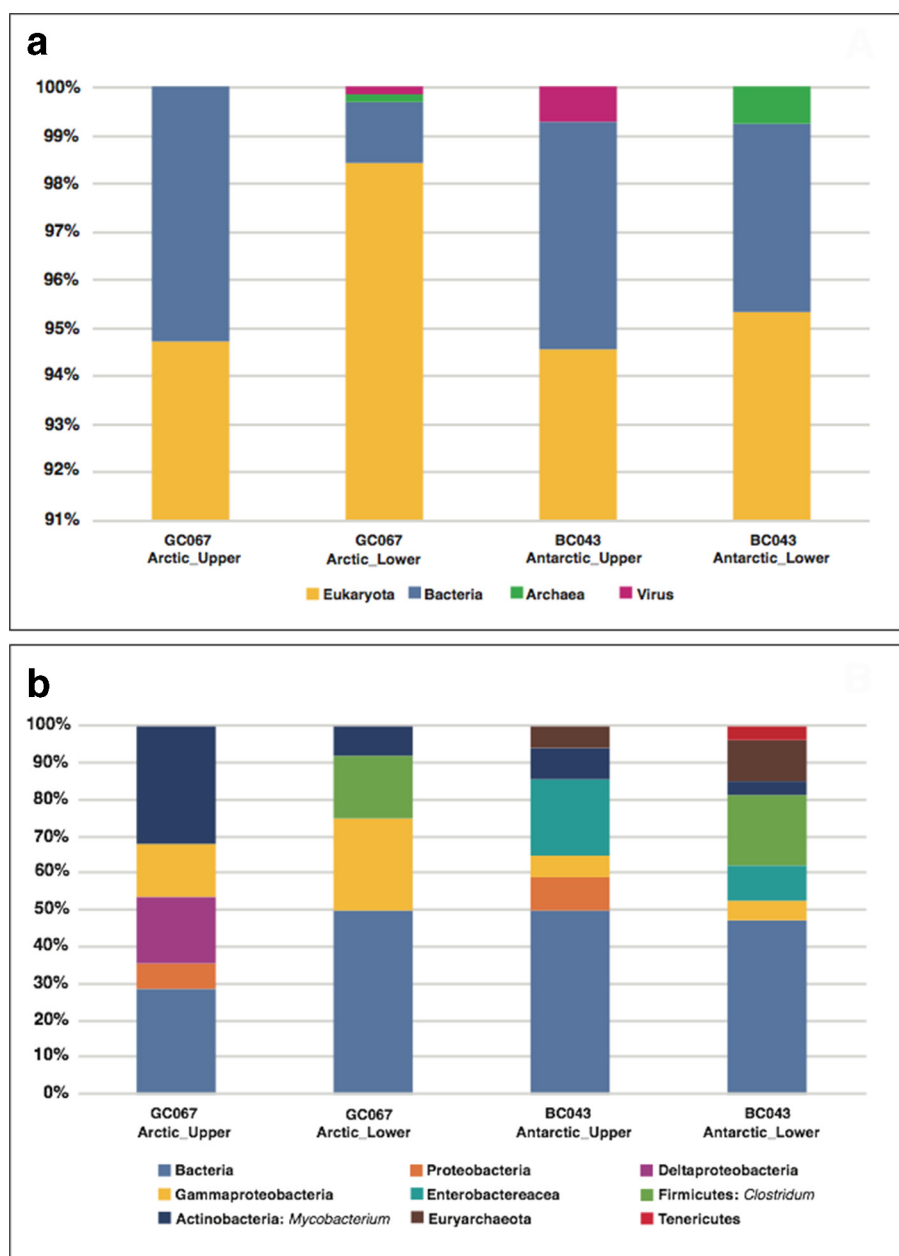 a
A
100%
99%
98%
97%
96%
95%
94%
93%
92%
91%
GC067 GC067 BC043 BC043
Arctic_Upper Arctic_Lower Antarctic_Upper Antarctic_Lower
Eukaryota Bacteria Archaea Virus
b
B
100%
90%
80%
70%
60%
50%
40%
30%
20%
10%
0%
GC067 GC067 BC043 BC043
Arctic_Upper Arctic_Lower Antarctic_Upper Antarctic_Lower
Bacteria Proteobacteria Deltaproteobacteria
Gammaproteobacteria Enterobactereacea Firmicutes: Clostridum
Actinobacteria: Mycobacterium Euryarchaeota Tenericutes